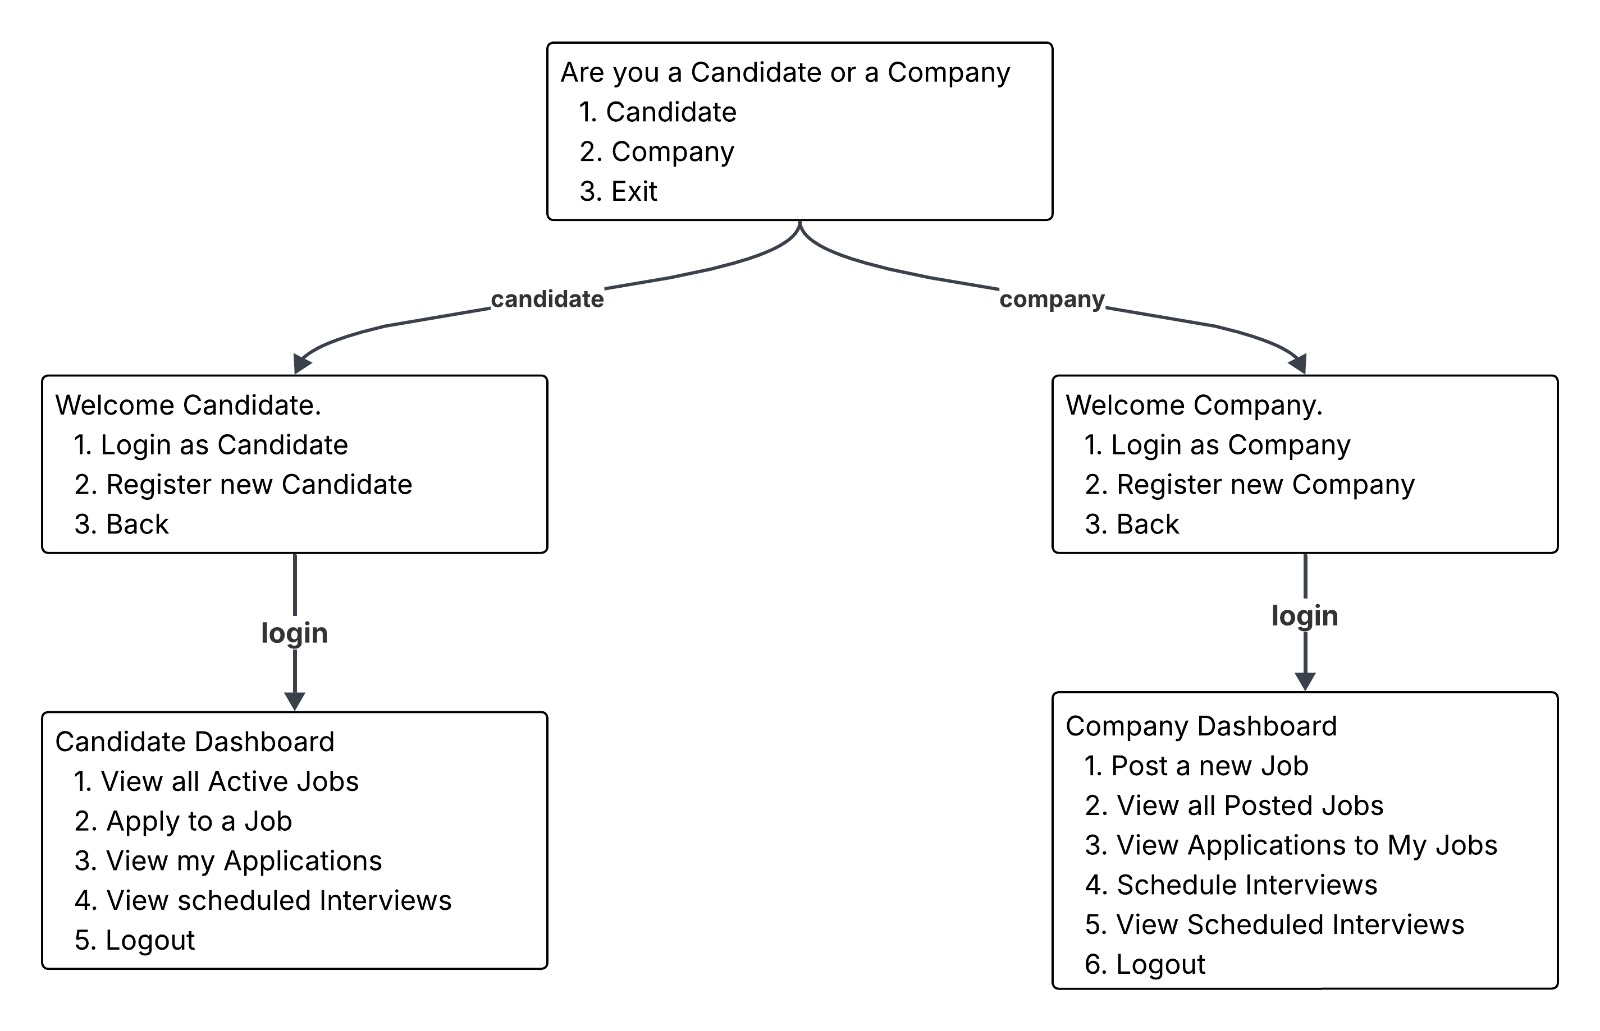 Are you a Candidate or a Company
1. Candidate
2. Company
3. Exit
candidate
company
Welcome Candidate.
1. Login as Candidate
2. Register new Candidate
3. Back
Welcome Company.
1. Login as Company
2. Register new Company
3. Back
login
login
Candidate Dashboard
1. View all Active Jobs
2. Apply to a Job
3. View my Applications
4. View scheduled Interviews
5. Logout
Company Dashboard
1. Post a new Job
2. View all Posted Jobs
3. View Applications to My Jobs
4. Schedule Interviews
5. View Scheduled Interviews
6. Logout